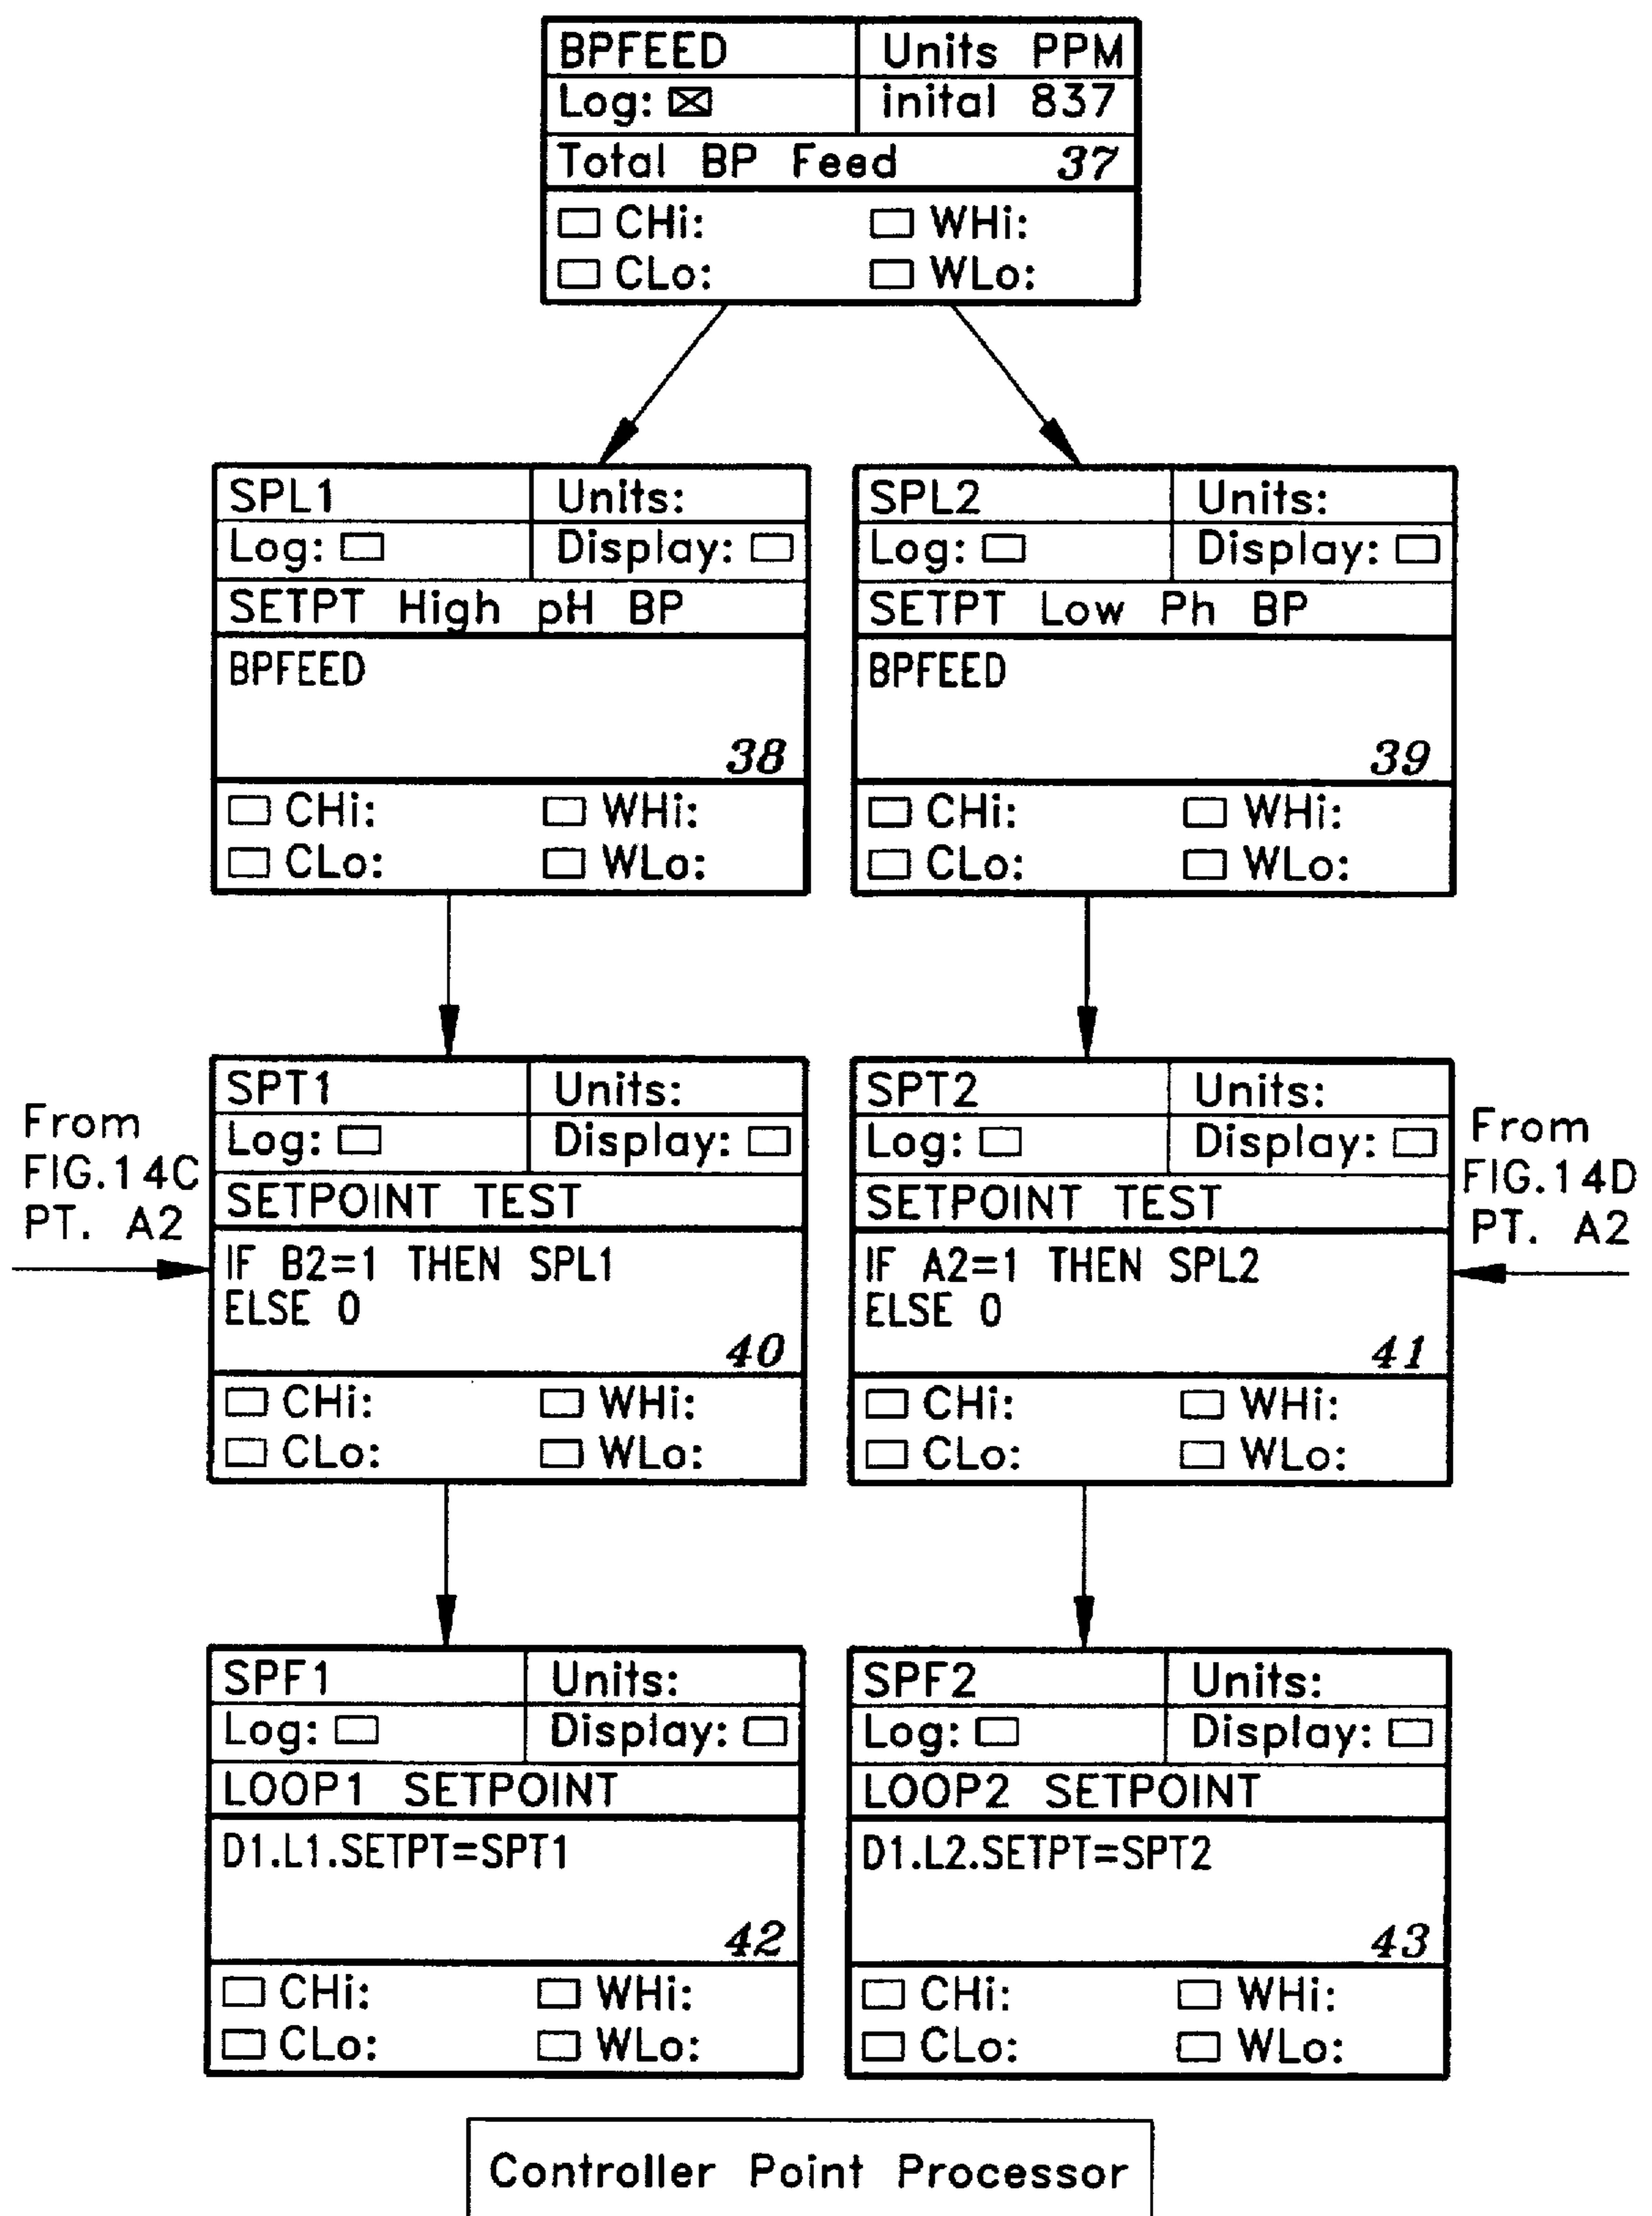 BPFEED Units PPM
Log: inital 837
Total BP Feed 37
CHi: WHi:
CLo: WLo:
SPL1 Units:
Log: Display:
SETPT High pH BP
BPFEED
38
CHi: WHi:
CLo: WLo:
SPL2 Units:
Log: Display:
SETPT Low Ph BP
BPFEED
39
CHi: WHi:
CLo: WLo:
From
FIG.14C
PT. A2
SPT1 Units:
Log: Display:
SETPOINT TEST
IF B2=1 THEN SPL1
ELSE 0
40
CHi: WHi:
CLo: WLo:
SPT2 Units:
Log: Display:
SETPOINT TEST
IF A2=1 THEN SPL2
ELSE 0
41
CHi: WHi:
CLo: WLo:
From
FIG.14D
PT. A2
SPF1 Units:
Log: Display:
LOOP1 SETPOINT
D1.L1.SETPT=SPT1
42
CHi: WHi:
CLo: WLo:
SPF2 Units:
Log: Display:
LOOP2 SETPOINT
D1.L2.SETPT=SPT2
43
CHi: WHi:
CLo: WLo:
Controller Point Processor